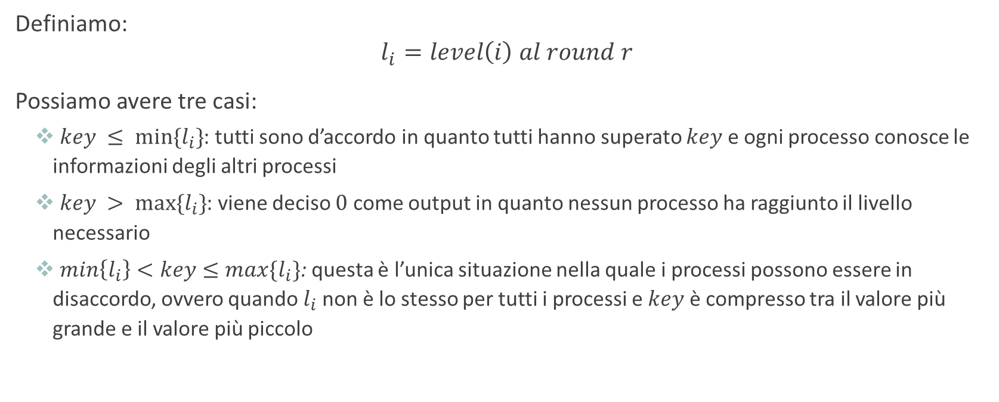 Definiamo:
l_i = level(i) al round r
Possiamo avere tre casi:
❖ key ≤ min{l_i}: tutti sono d’accordo in quanto tutti hanno superato key e ogni processo conosce le
informazioni degli altri processi
❖ key > max{l_i}: viene deciso 0 come output in quanto nessun processo ha raggiunto il livello
necessario
❖ min{l_i} < key ≤ max{l_i}: questa è l’unica situazione nella quale i processi possono essere in
disaccordo, ovvero quando l_i non è lo stesso per tutti i processi e key è compresso tra il valore più
grande e il valore più piccolo